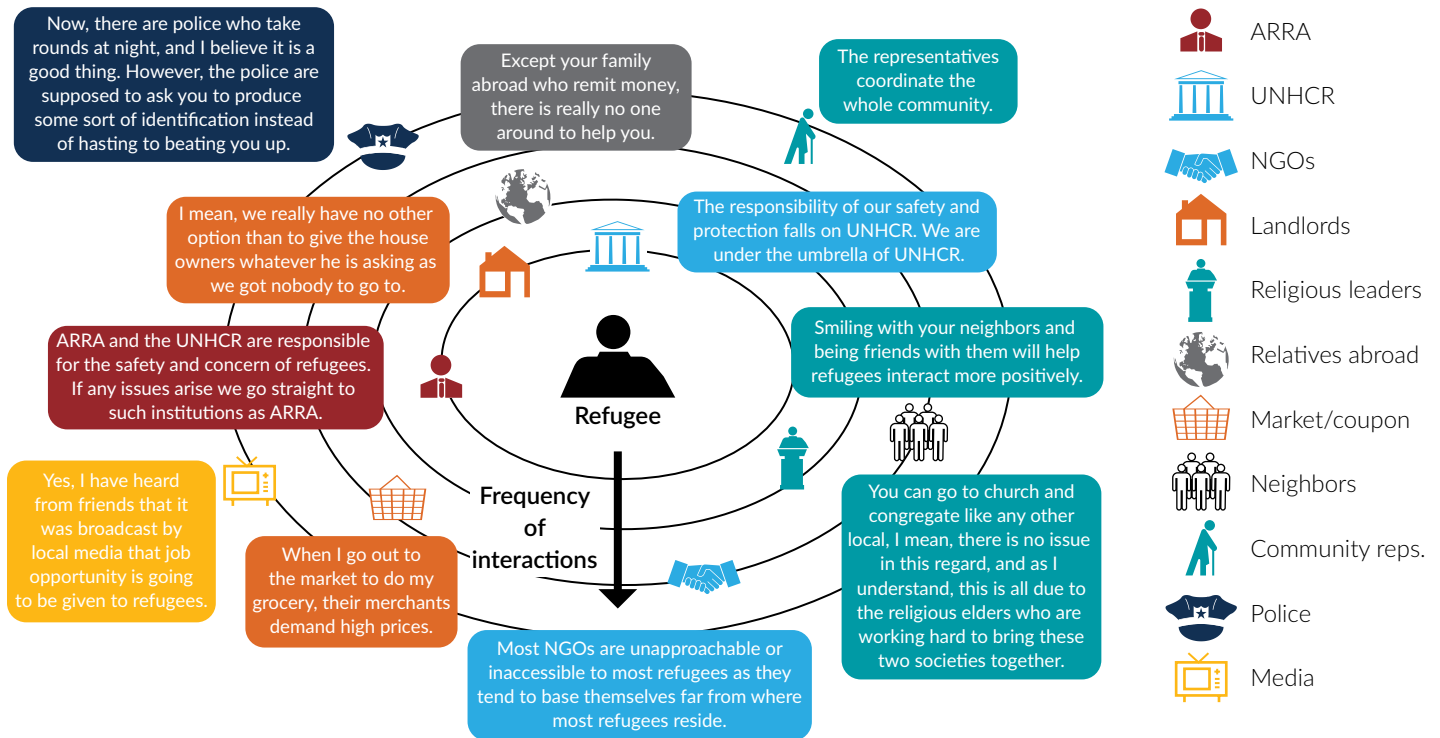 Now, there are police who take
rounds at night, and I believe it is a
good thing. However, the police are
supposed to ask you to produce
some sort of identification instead
of hasting to beating you up.
Except your family
abroad who remit money,
there is really no one
around to help you.
The representatives
coordinate the
whole community.
I mean, we really have no other
option than to give the house
owners whatever he is asking as
we got nobody to go to.
The responsibility of our safety and
protection falls on UNHCR. We are
under the umbrella of UNHCR.
ARRA and the UNHCR are responsible
for the safety and concern of refugees.
If any issues arise we go straight to
such institutions as ARRA.
Smiling with your neighbors and
being friends with them will help
refugees interact more positively.
Refugee
Frequency
of
interactions
Yes, I have heard
from friends that it
was broadcast by
local media that job
opportunity is going
to be given to refugees.
When I go out to
the market to do my
grocery, their merchants
demand high prices.
You can go to church and
congregate like any other
local, I mean, there is no issue
in this regard, and as I
understand, this is all due to
the religious elders who are
working hard to bring these
two societies together.
Most NGOs are unapproachable or
inaccessible to most refugees as they
tend to base themselves far from where
most refugees reside.
ARRA
UNHCR
NGOs
Landlords
Religious leaders
Relatives abroad
Market/coupon
Neighbors
Community reps.
Police
Media